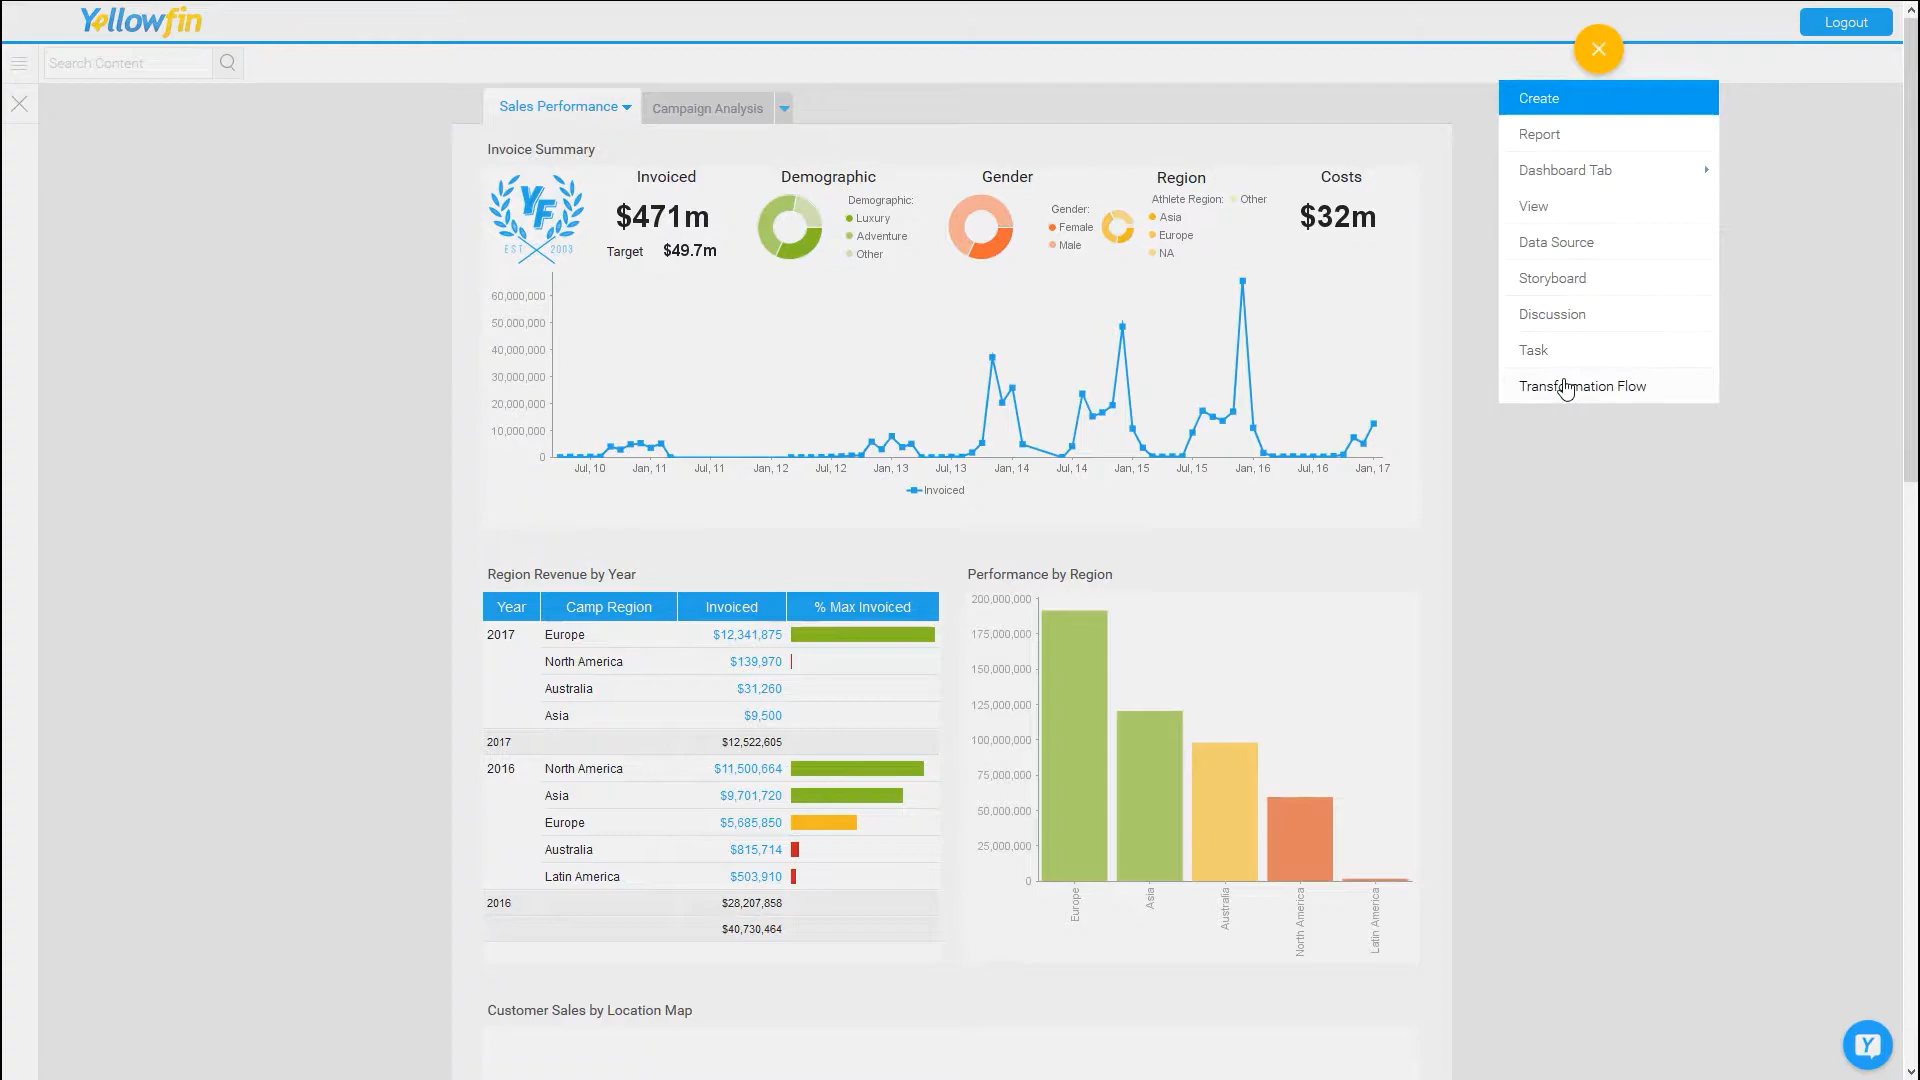 Yellowfin
Logout
Search Content
Sales Performance
Campaign Analysis
Create
Report
Dashboard Tab
View
Data Source
Storyboard
Discussion
Task
Transformation Flow
Invoice Summary
YF
EST 2003
Invoiced
$471m
Target $49.7m
Demographic
Demographic:
Luxury
Adventure
Other
Gender
Gender:
Female
Male
Region
Athlete Region: Other
Asia
Europe
NA
Costs
$32m
60,000,000
50,000,000
40,000,000
30,000,000
20,000,000
10,000,000
0
Jul, 10 Jan, 11 Jul, 11 Jan, 12 Jul, 12 Jan, 13 Jul, 13 Jan, 14 Jul, 14 Jan, 15 Jul, 15 Jan, 16 Jul, 16 Jan, 17
Invoiced
Region Revenue by Year
Year Camp Region Invoiced % Max Invoiced
2017 Europe $12,341,875
North America $139,970
Australia $31,260
Asia $9,500
2017 $12,522,605
2016 North America $11,500,664
Asia $9,701,720
Europe $5,685,850
Australia $815,714
Latin America $503,910
2016 $28,207,858
$40,730,464
Performance by Region
200,000,000
175,000,000
150,000,000
125,000,000
100,000,000
75,000,000
50,000,000
25,000,000
0
Europe
Asia
Australia
North America
Latin America
Customer Sales by Location Map
Y